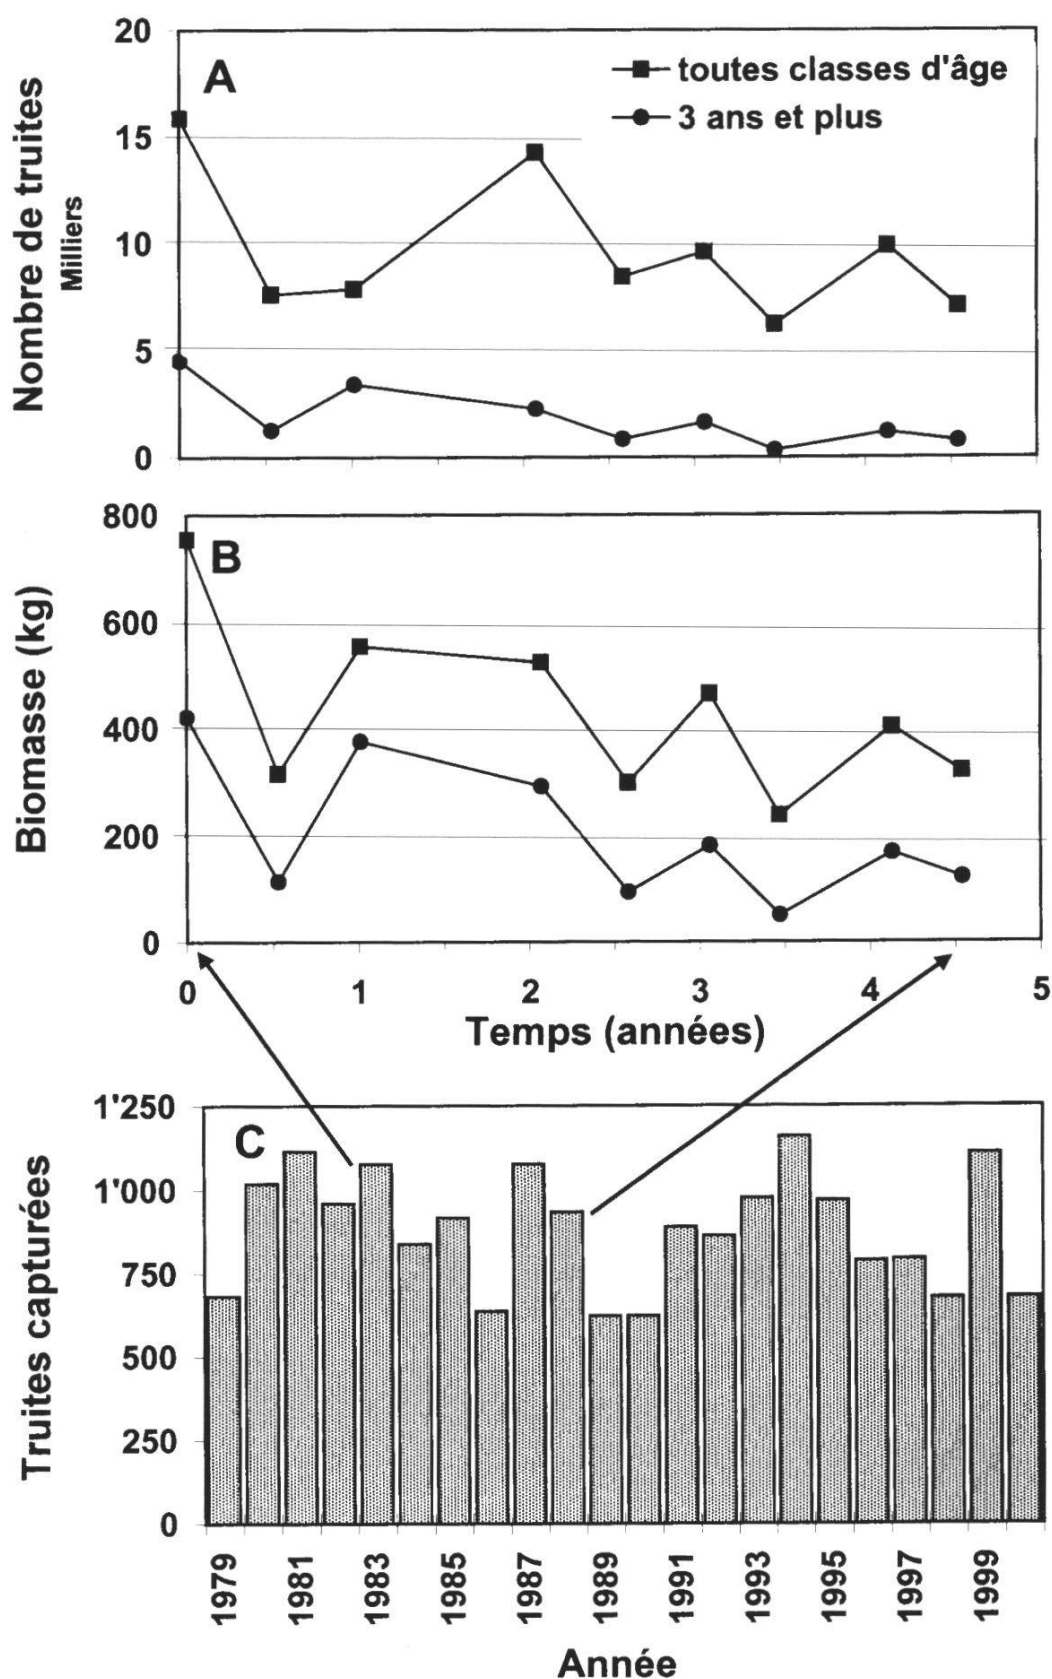 20
15
10
5
0
Nombre de truites
Milliers
A
toutes classes d'âge
3 ans et plus
800
600
400
200
0
Biomasse (kg)
B
0 1 2 3 4 5
Temps (années)
1'250
1'000
750
500
250
0
Truites capturées
C
1979 1981 1983 1985 1987 1989 1991 1993 1995 1997 1999
Année